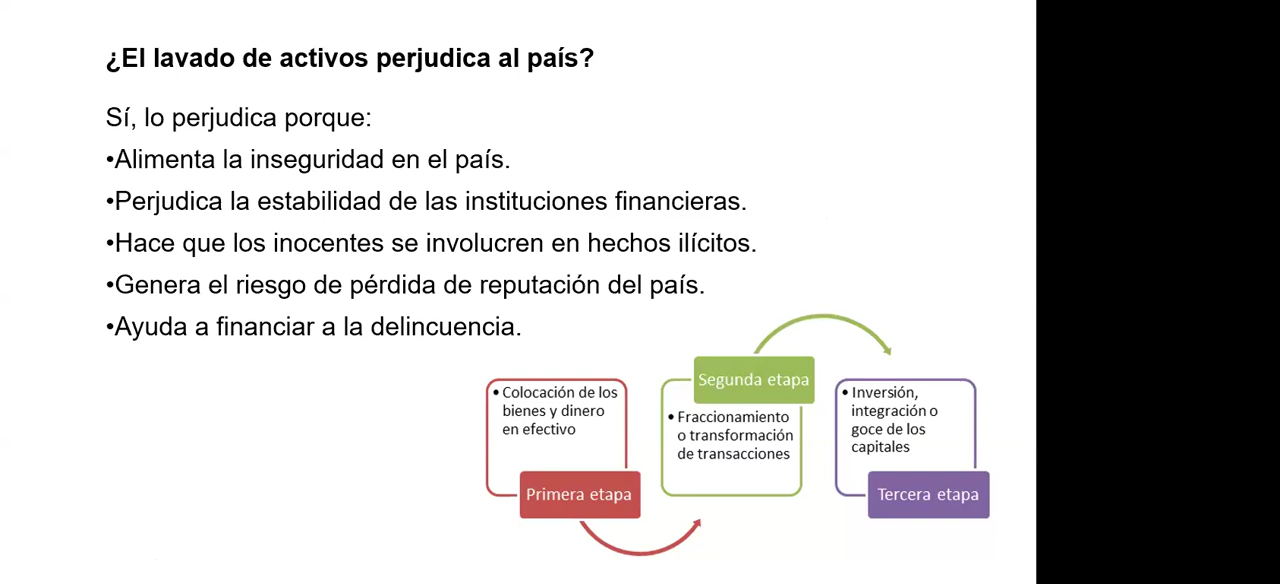 ¿El lavado de activos perjudica al país?
Sí, lo perjudica porque:
•Alimenta la inseguridad en el país.
•Perjudica la estabilidad de las instituciones financieras.
•Hace que los inocentes se involucren en hechos ilícitos.
•Genera el riesgo de pérdida de reputación del país.
•Ayuda a financiar a la delincuencia.
• Colocación de los
bienes y dinero
en efectivo
Primera etapa
Segunda etapa
• Fraccionamiento
o transformación
de transacciones
• Inversión,
integración o
goce de los
capitales
Tercera etapa